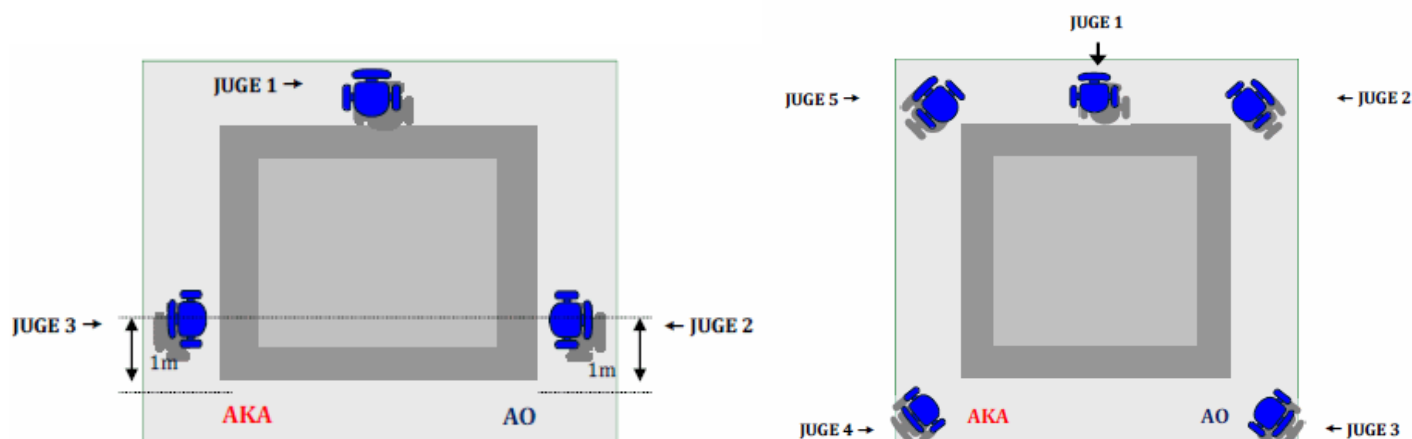 JUGE 1 →
JUGE 3 →
← JUGE 2
1m
1m
AKA
AO
JUGE 1
JUGE 5 →
← JUGE 2
AKA
AO
JUGE 4 →
← JUGE 3